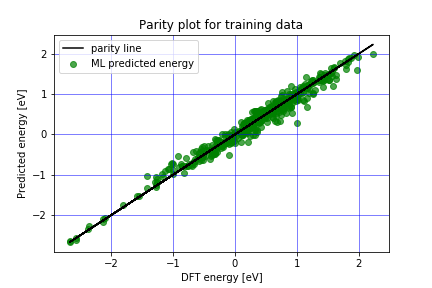 Parity plot for training data
parity line
ML predicted energy
Predicted energy [eV]
2
1
0
−1
−2
−2
−1
0
1
2
DFT energy [eV]